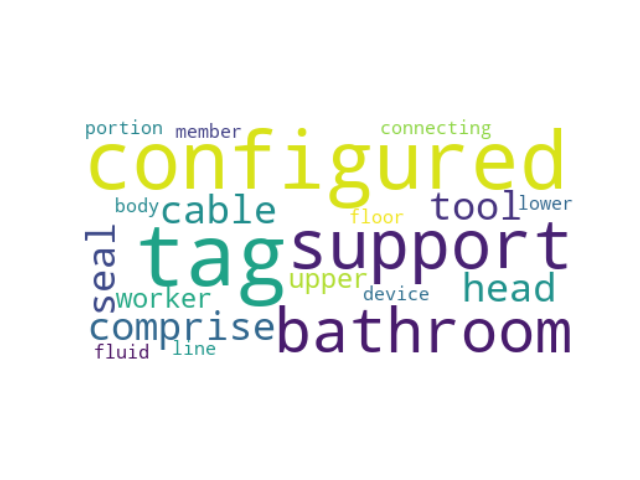 portion member connecting
configured
body cable floor tool lower
seal tag support
worker upper device head
comprise bathroom
fluid line